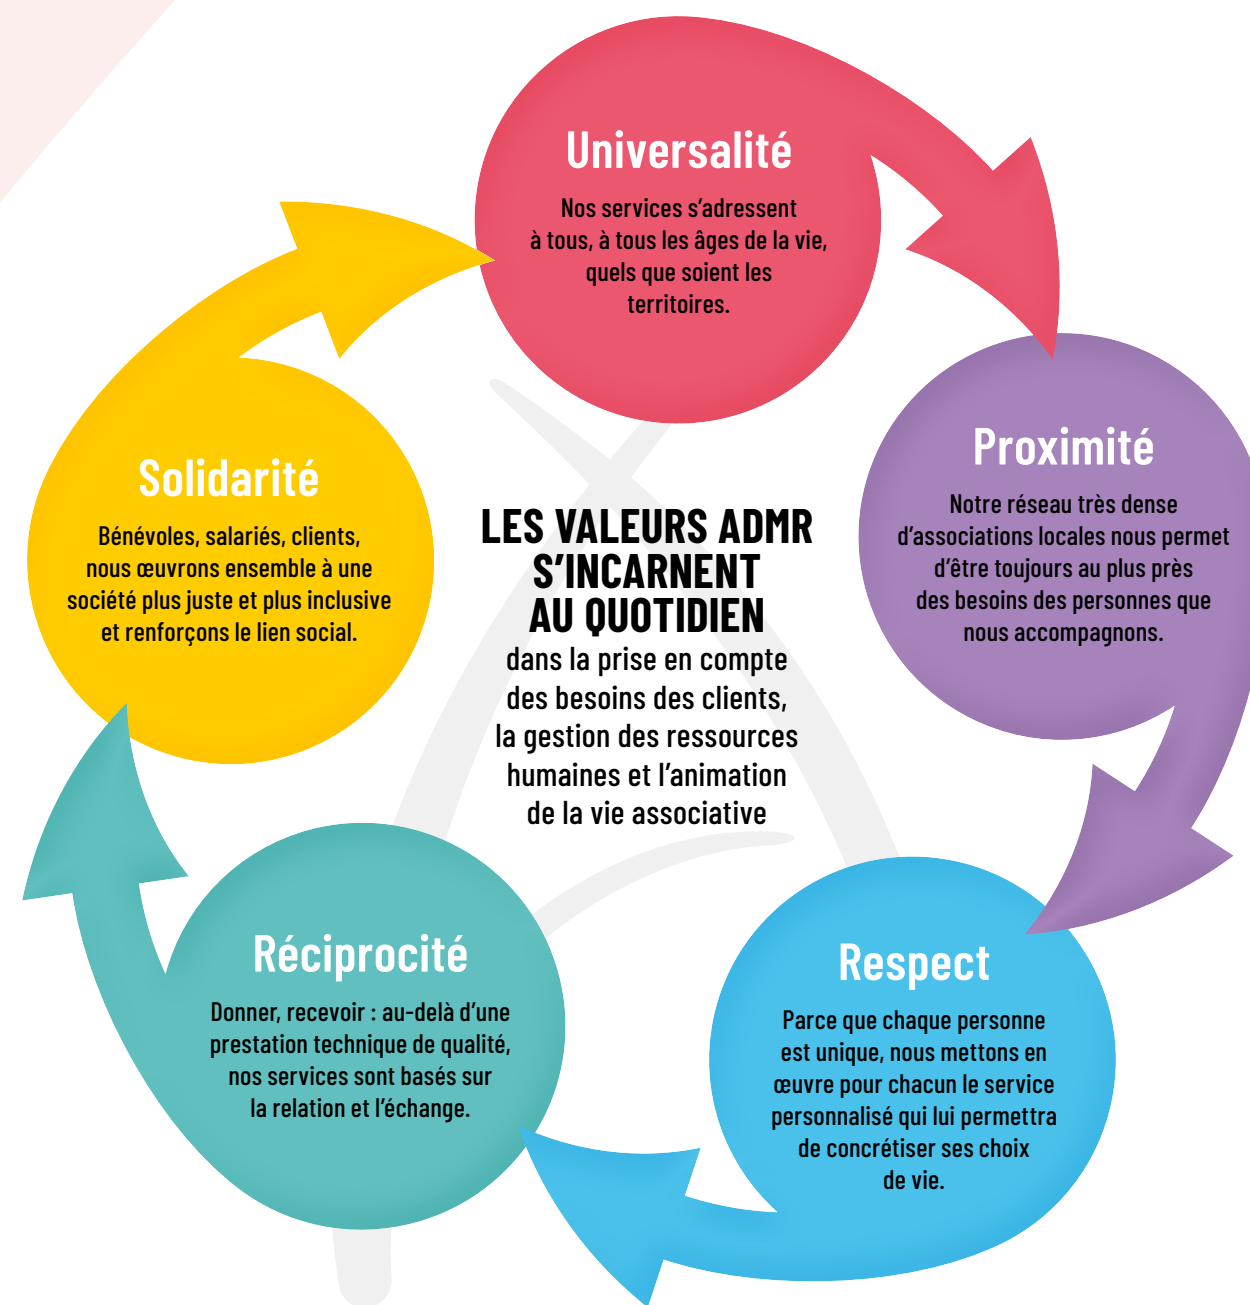 Universalité
Nos services s’adressent
à tous, à tous les âges de la vie,
quels que soient les
territoires.
Proximité
Notre réseau très dense
d’associations locales nous permet
d’être toujours au plus près
des besoins des personnes que
nous accompagnons.
Solidarité
Bénévoles, salariés, clients,
nous œuvrons ensemble à une
société plus juste et plus inclusive
et renforçons le lien social.
LES VALEURS ADMR
S’INCARNENT
AU QUOTIDIEN
dans la prise en compte
des besoins des clients,
la gestion des ressources
humaines et l’animation
de la vie associative
Réciprocité
Donner, recevoir : au-delà d’une
prestation technique de qualité,
nos services sont basés sur
la relation et l’échange.
Respect
Parce que chaque personne
est unique, nous mettons en
œuvre pour chacun le service
personnalisé qui lui permettra
de concrétiser ses choix
de vie.